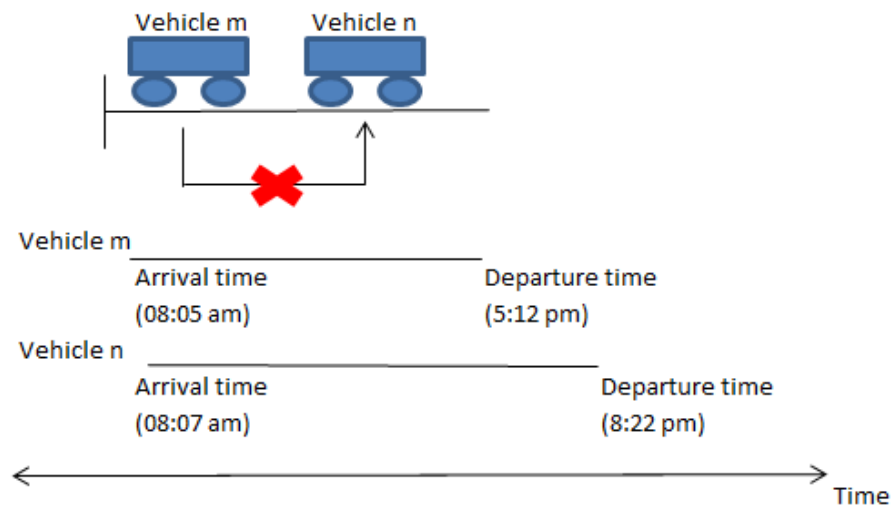 Vehicle m Vehicle n
Vehicle m
Arrival time Departure time
(08:05 am) (5:12 pm)
Vehicle n
Arrival time Departure time
(08:07 am) (8:22 pm)
Time